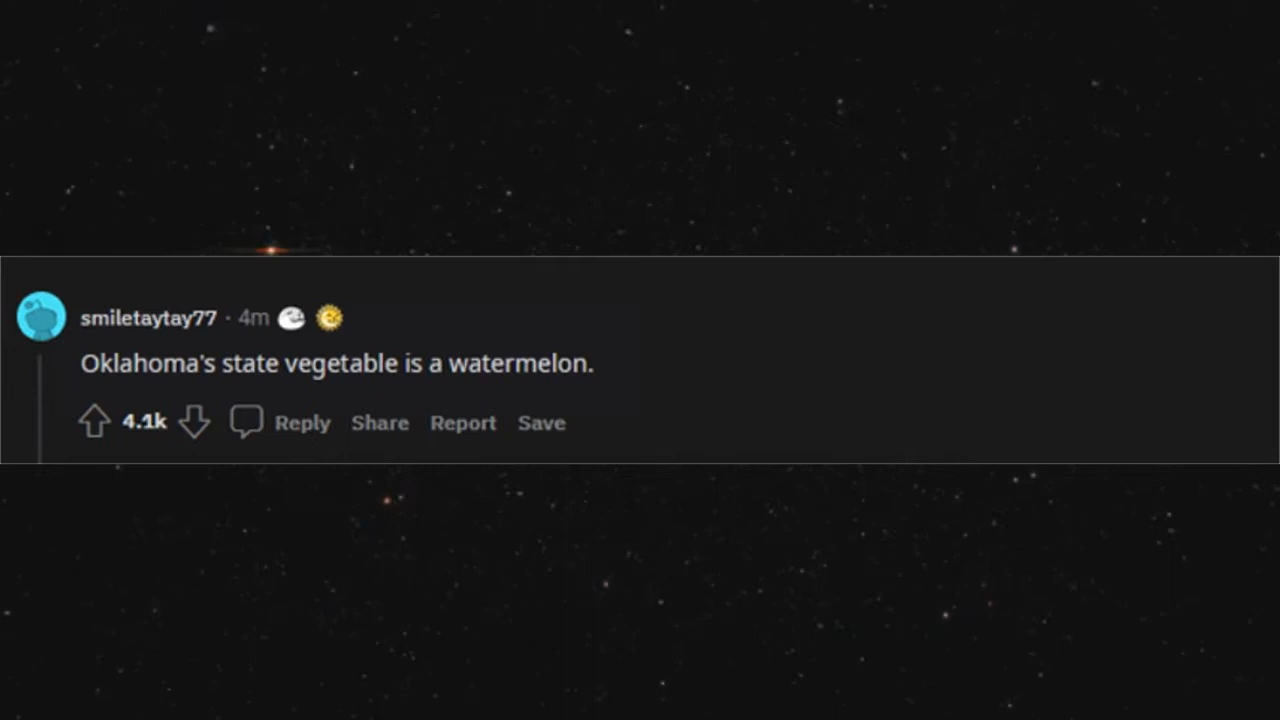 smiletaytay77 · 4m
Oklahoma's state vegetable is a watermelon.
4.1k Reply Share Report Save